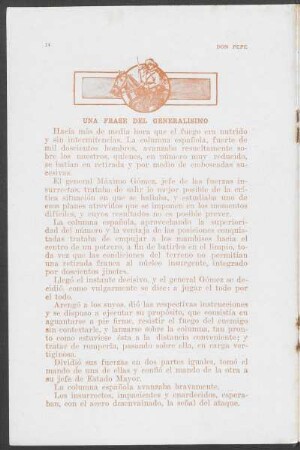 14
DON PEPE
UNA FRASE DEL GENERALISIMO
Hacía más de media hora que el fuego era nutrido
y sin intermitencias. La columna española, fuerte de
mil doscientos hombres, avanzaba resueltamente so-
bre los nuestros, quienes, en número muy reducido,
se batían en retirada y por medio de emboscadas su-
cesivas.
El general Máximo Gómez, jefe de las fuerzas in-
surrectas, trataba de salir lo mejor posible de la crí-
tica situación en que se hallaba, y estudiaba uno de
esos planes atrevidos que se imponen en los momentos
difíciles, y cuyos resultados no es posible prever.
La columna española, aprovechando la superiori-
dad del número y la ventaja de las posiciones conquis-
tadas trataba de empujar a los mambises hasta el
centro de un potrero, a fin de batirlos en el limpio, to-
da vez que las condiciones del terreno no permitían
una retirada franca al núcleo insurgente, integrado
por doscientos jinetes.
Llegó el instante decisivo, y el general Gómez se de-
cidió, como vulgarmente se dice: a jugar el todo por
el todo.
Arengó a los suyos, dió las respectivas instrucciones
y se dispuso a ejecutar su propósito, que consistía en
aguantarse a pie firme, resistir el fuego del enemigo
sin contestarle, y lanzarse sobre la columna, tan pron-
to como estuviese ésta a la distancia conveniente; y
tratar de romperla, pasando sobre ella, en carga ver-
tiginosa.
Dividió sus fuerzas en dos partes iguales, tomó el
mando de una de ellas y confió el mando de la otra a
su jefe de Estado Mayor.
La columna española avanzaba bravamente.
Los insurrectos, impacientes y enardecidos, espera-
ban, con el acero desenvainado, la señal del ataque.